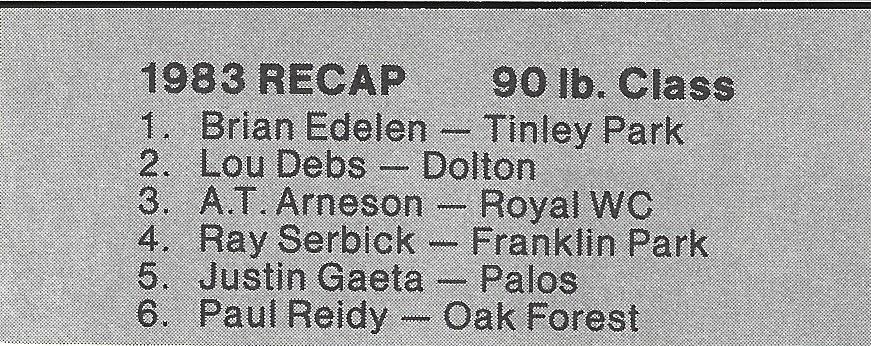 1983 RECAP 90 lb. Class
1. Brian Edelen — Tinley Park
2. Lou Debs — Dolton
3. A.T. Arneson — Royal WC
4. Ray Serbick — Franklin Park
5. Justin Gaeta — Palos
6. Paul Reidy — Oak Forest